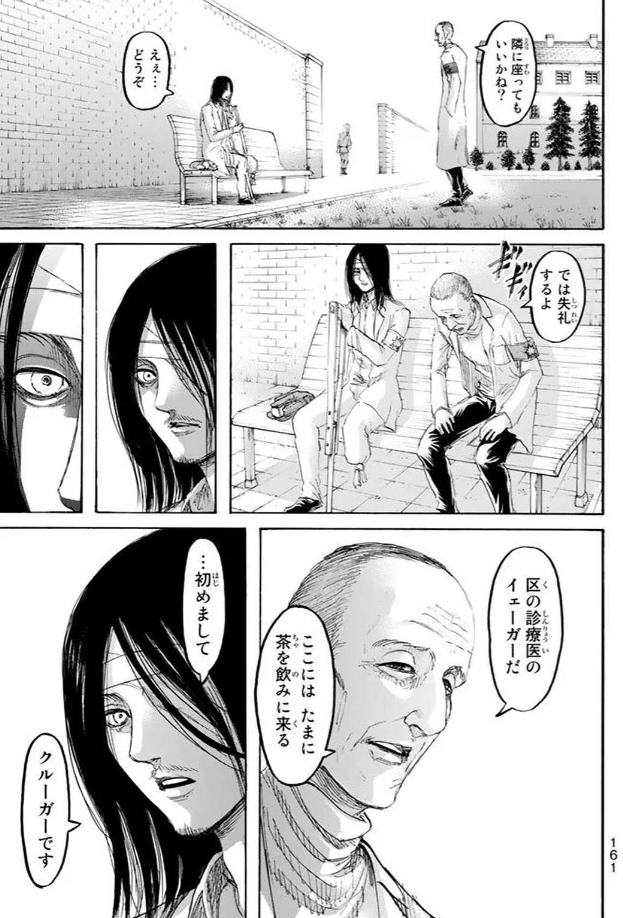 隣に座っても
いいかね?
えぇ…
どうぞ
では失礼
するよ
ギギィ
区の診療医の
イェーガーだ
ここには たまに
茶を飲みに来る
…初めまして
クルーガーです
161